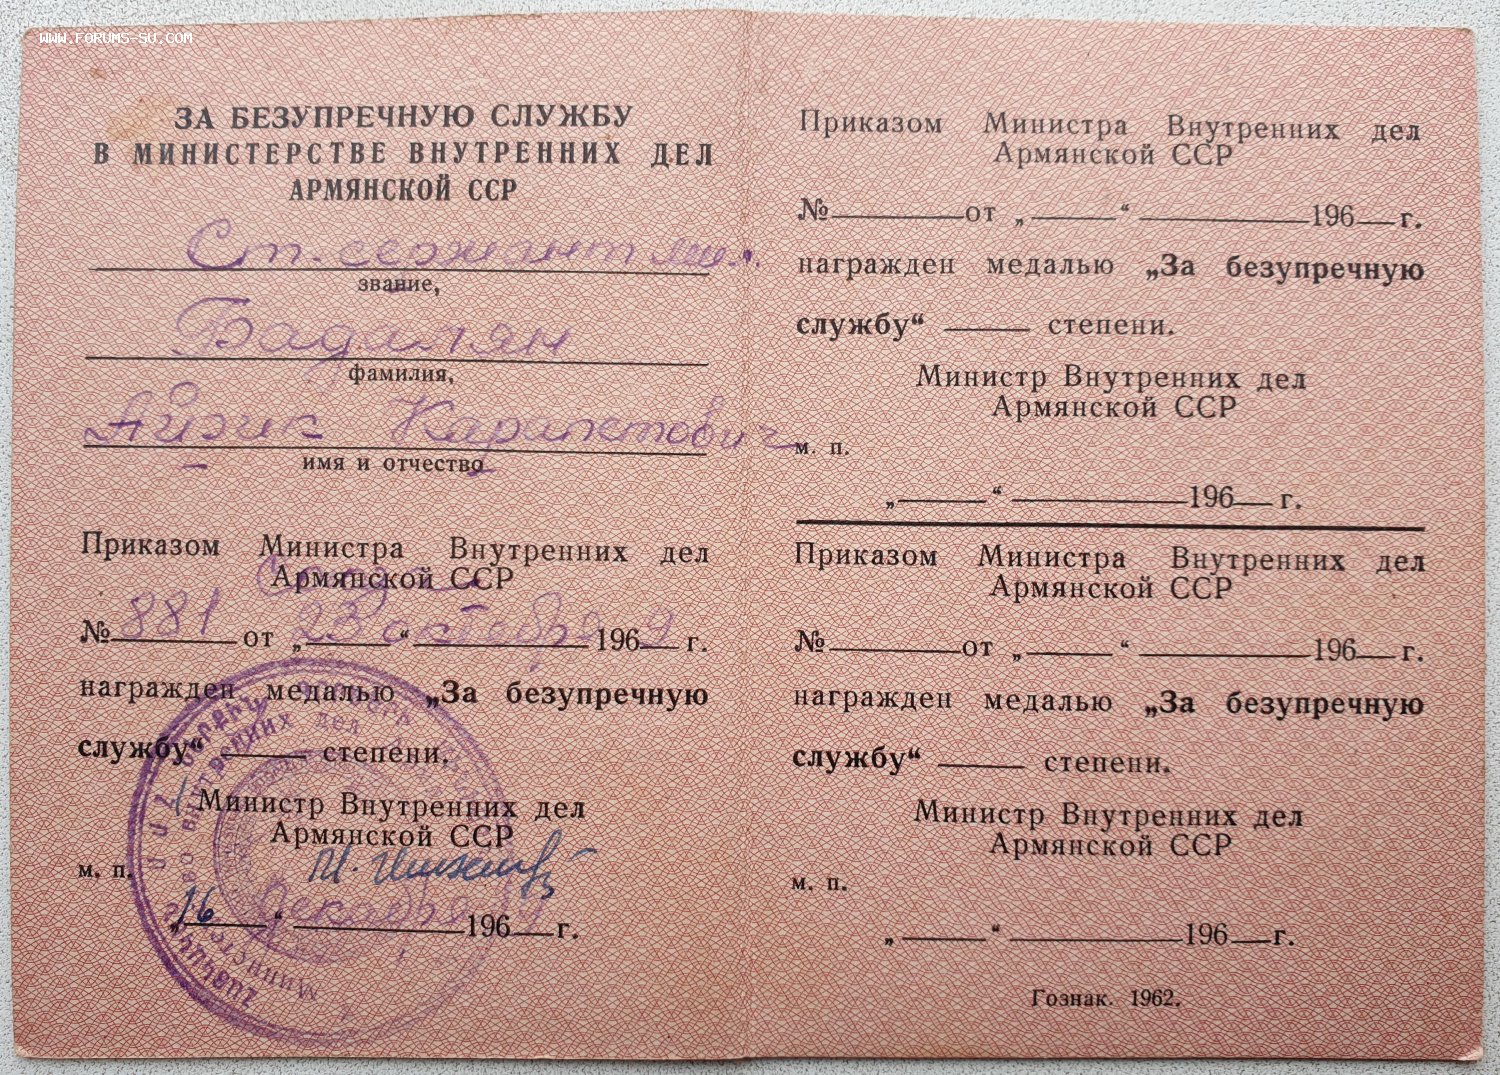 WWW.FORUMS-SU.COM
ЗА БЕЗУПРЕЧНУЮ СЛУЖБУ
В МИНИСТЕРСТВЕ ВНУТРЕННИХ ДЕЛ
АРМЯНСКОЙ ССР
Ст. сержант
звание,
Бадалян
фамилия,
Айзик Карапетович
имя и отчество
Приказом Министра Внутренних дел
Армянской ССР
№ 881 от „23“ октября 1969 г.
награжден медалью „За безупречную
службу“ степени.
Министр Внутренних дел
Армянской ССР
м. п.
„16“ декабря 1969 г.
Приказом Министра Внутренних дел
Армянской ССР
№ от „ “ 196 г.
награжден медалью „За безупречную
службу“ степени.
Министр Внутренних дел
Армянской ССР
м. п.
„ “ 196 г.
Приказом Министра Внутренних дел
Армянской ССР
№ от „ “ 196 г.
награжден медалью „За безупречную
службу“ степени.
Министр Внутренних дел
Армянской ССР
м. п.
„ “ 196 г.
Гознак. 1962.